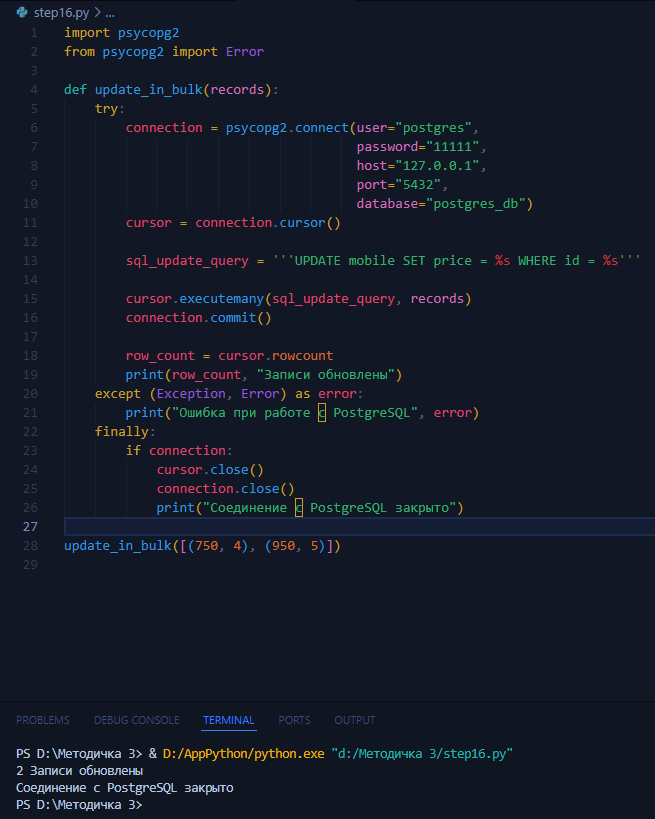 step16.py > ...
1 import psycopg2
2 from psycopg2 import Error
3
4 def update_in_bulk(records):
5     try:
6         connection = psycopg2.connect(user="postgres",
7                                       password="11111",
8                                       host="127.0.0.1",
9                                       port="5432",
10                                       database="postgres_db")
11         cursor = connection.cursor()
12
13         sql_update_query = '''UPDATE mobile SET price = %s WHERE id = %s'''
14
15         cursor.executemany(sql_update_query, records)
16         connection.commit()
17
18         row_count = cursor.rowcount
19         print(row_count, "Записи обновлены")
20     except (Exception, Error) as error:
21         print("Ошибка при работе с PostgreSQL", error)
22     finally:
23         if connection:
24             cursor.close()
25             connection.close()
26             print("Соединение с PostgreSQL закрыто")
27
28 update_in_bulk([(750, 4), (950, 5)])
29
PROBLEMS DEBUG CONSOLE TERMINAL PORTS OUTPUT
PS D:\Методичка 3> & D:/AppPython/python.exe "d:/Методичка 3/step16.py"
2 Записи обновлены
Соединение с PostgreSQL закрыто
PS D:\Методичка 3>